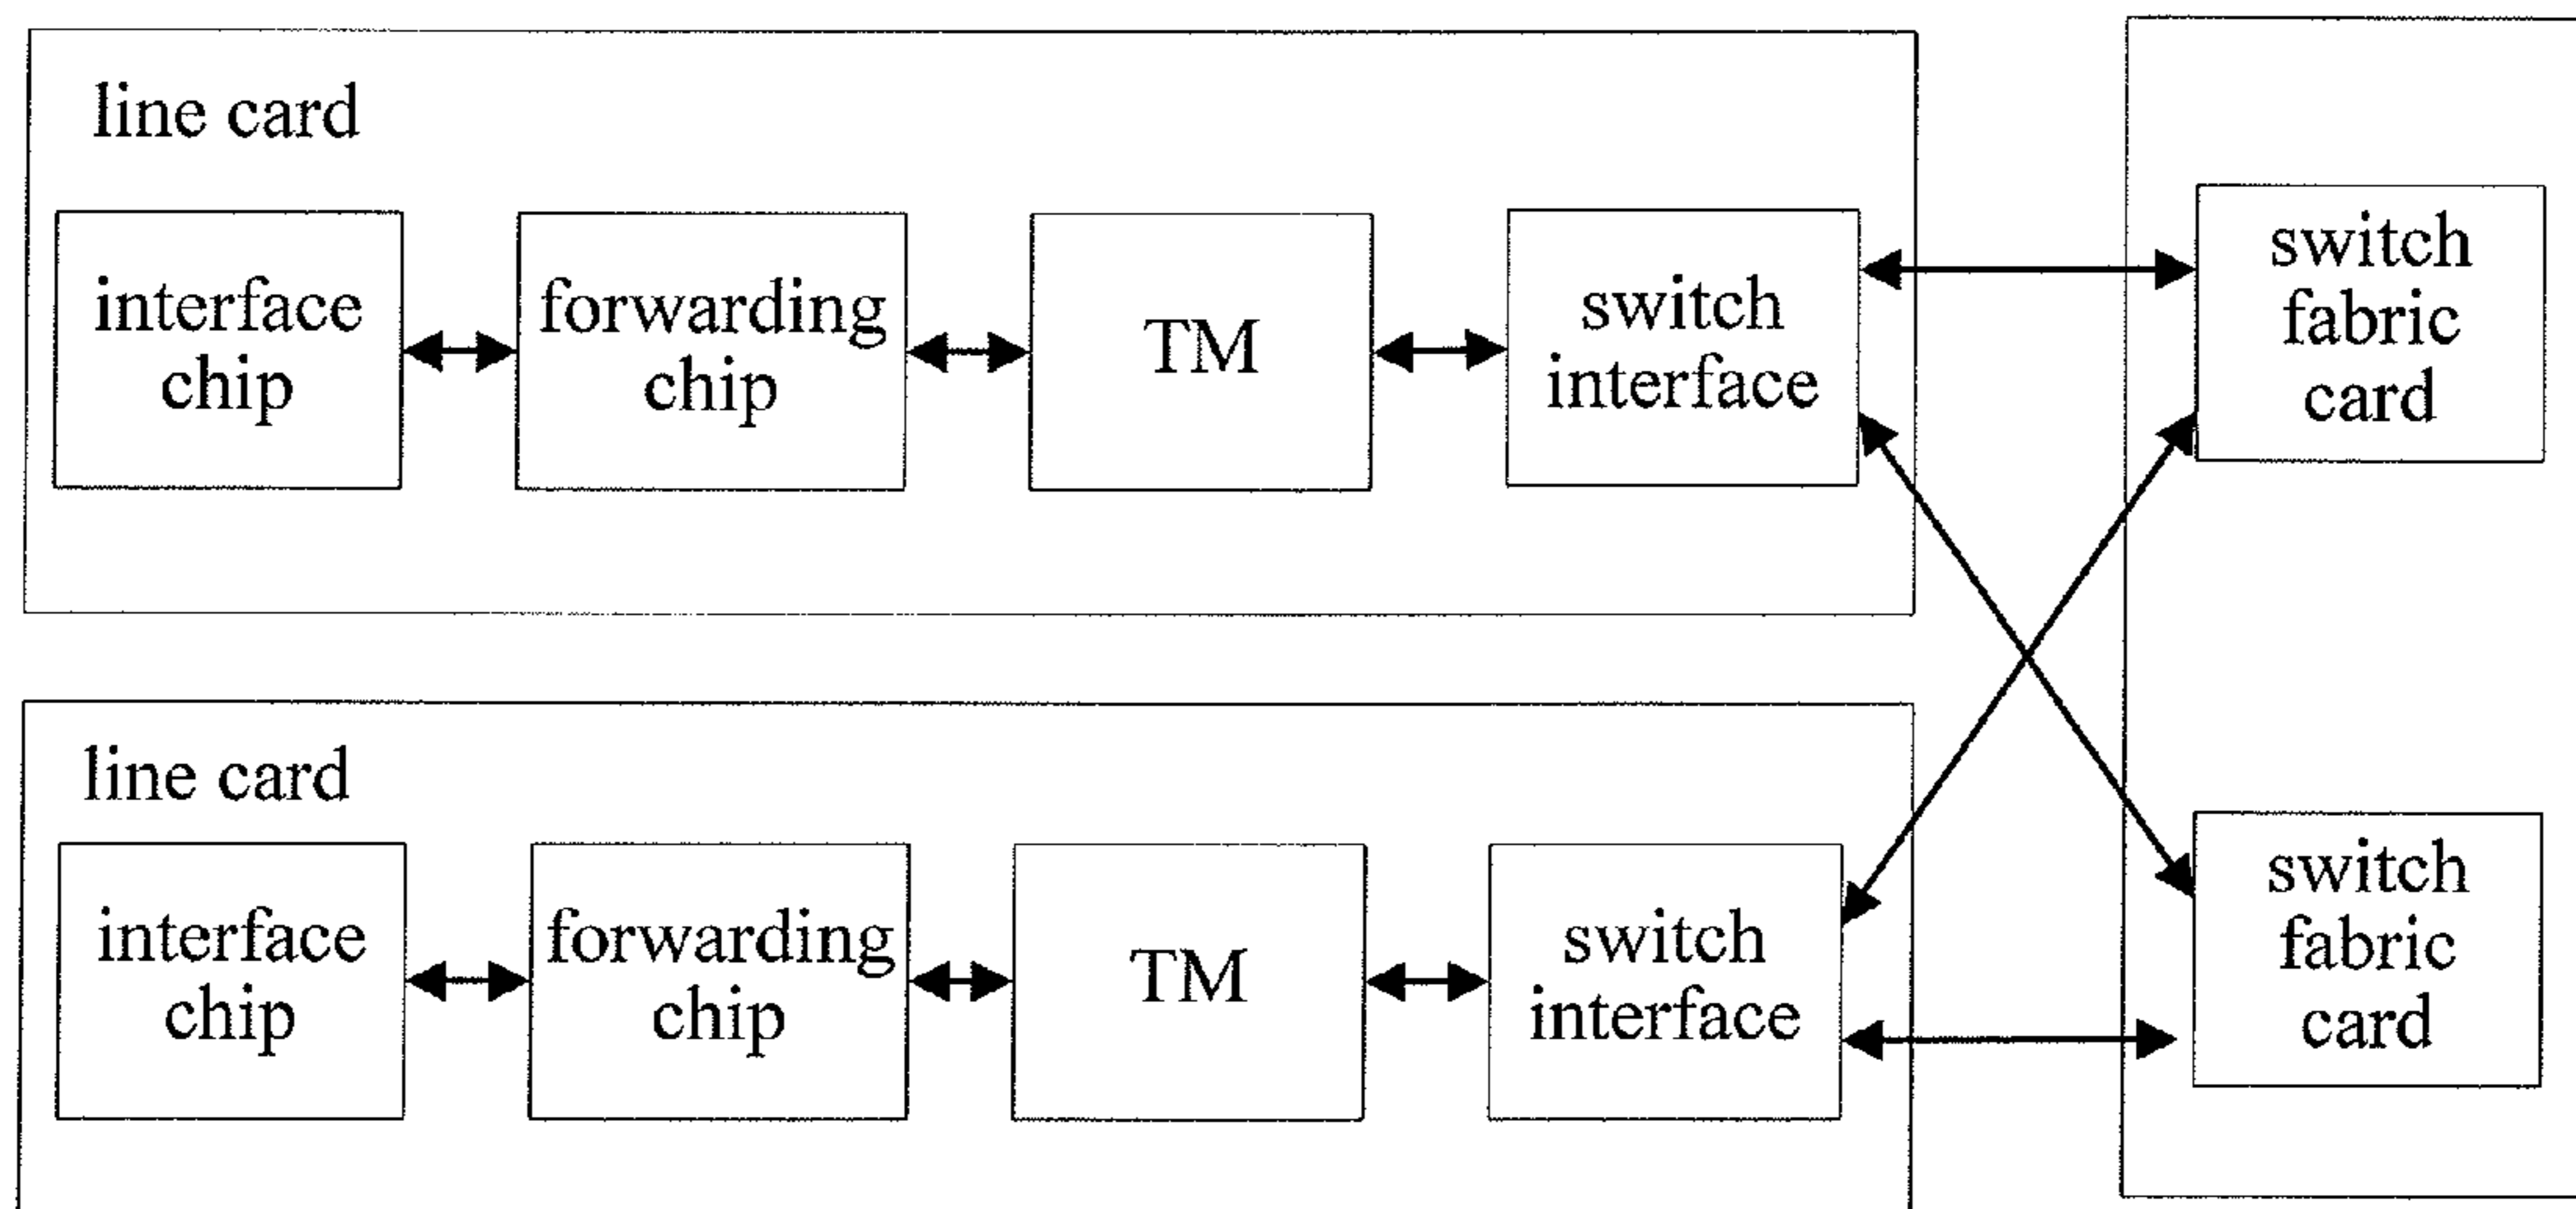 line card
interface
chip
forwarding
chip
TM
switch
interface
switch
fabric
card
line card
interface
chip
forwarding
chip
TM
switch
interface
switch
fabric
card